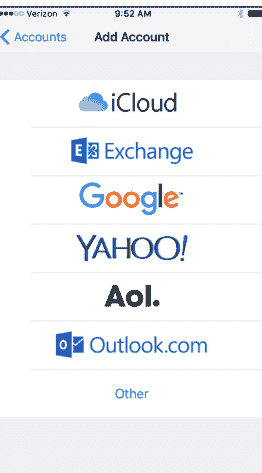 Verizon 9:52 AM
Accounts Add Account
iCloud
Exchange
Google
YAHOO!
Aol.
Outlook.com
Other